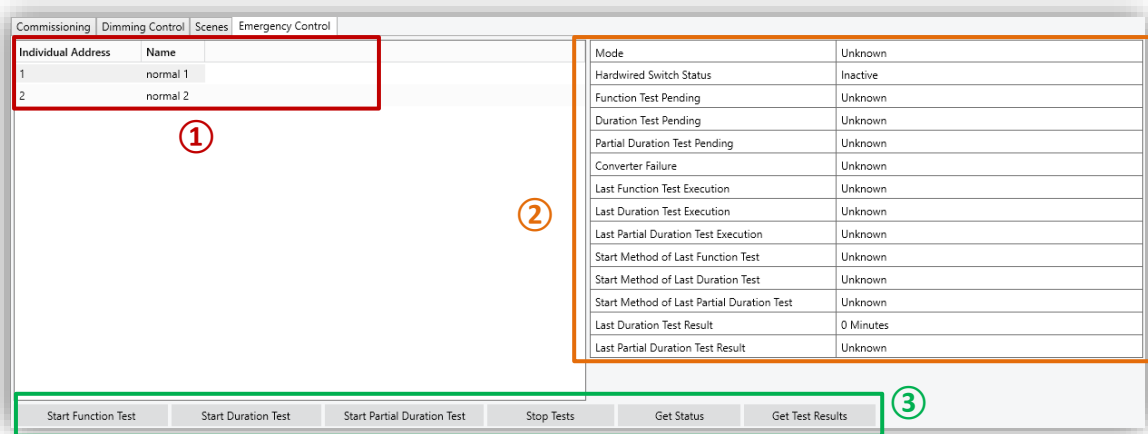 Commissioning Dimming Control Scenes Emergency Control
Individual Address Name
1 normal 1
2 normal 2
①
②
Mode Unknown
Hardwired Switch Status Inactive
Function Test Pending Unknown
Duration Test Pending Unknown
Partial Duration Test Pending Unknown
Converter Failure Unknown
Last Function Test Execution Unknown
Last Duration Test Execution Unknown
Last Partial Duration Test Execution Unknown
Start Method of Last Function Test Unknown
Start Method of Last Duration Test Unknown
Start Method of Last Partial Duration Test Unknown
Last Duration Test Result 0 Minutes
Last Partial Duration Test Result Unknown
③
Start Function Test Start Duration Test Start Partial Duration Test Stop Tests Get Status Get Test Results